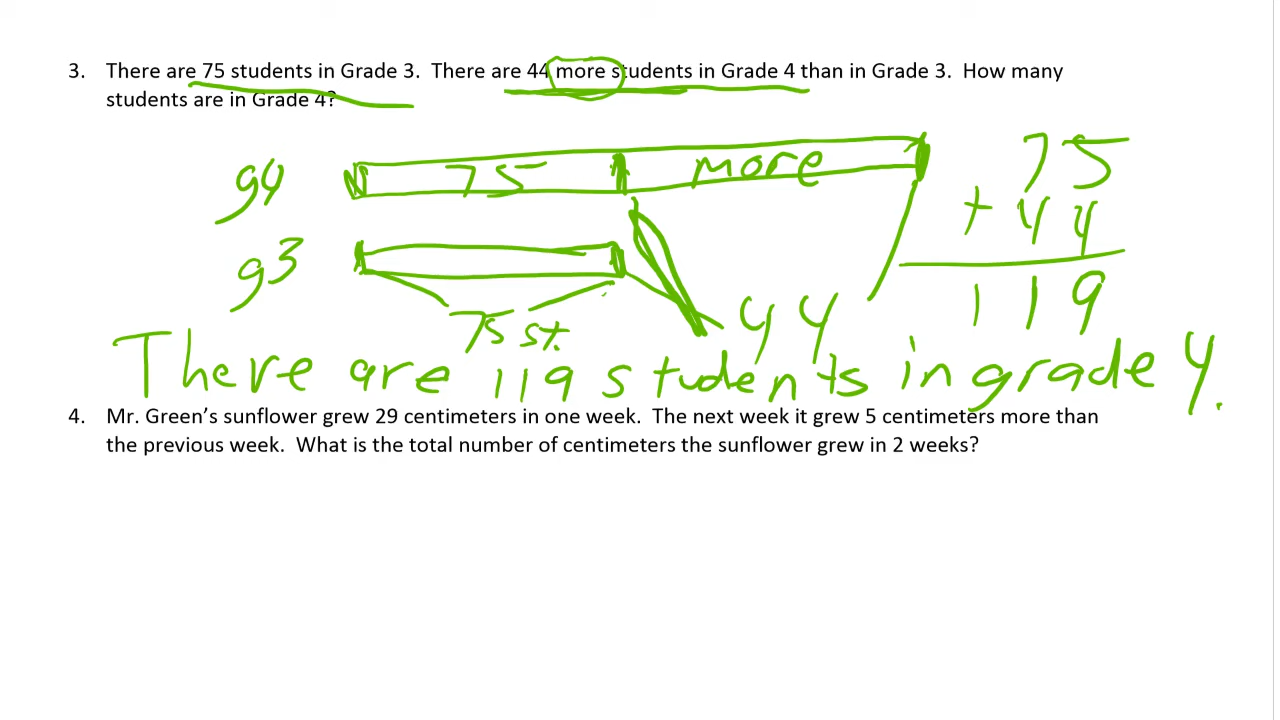 3. There are 75 students in Grade 3. There are 44 more students in Grade 4 than in Grade 3. How many
students are in Grade 4?
g4 75 more
g3
75 st.
44
75
+ 44
119
There are 119 students in grade 4.
4. Mr. Green’s sunflower grew 29 centimeters in one week. The next week it grew 5 centimeters more than
the previous week. What is the total number of centimeters the sunflower grew in 2 weeks?